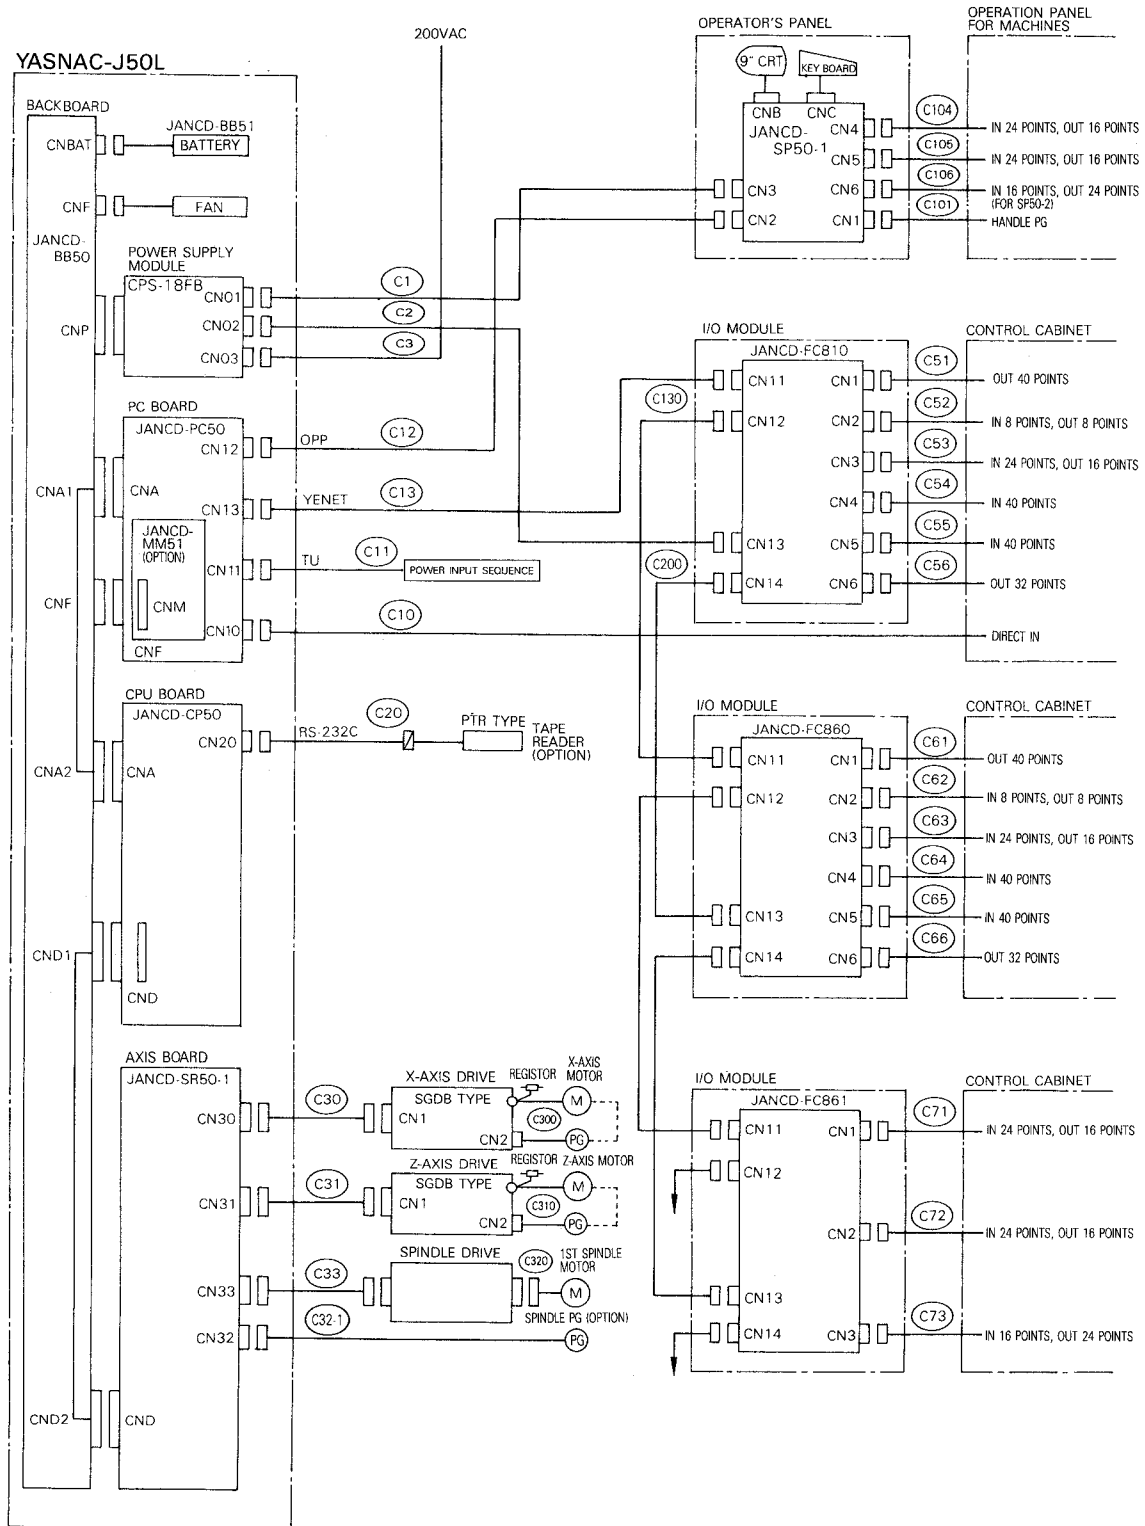 YASNAC-J50L
200VAC
BACKBOARD
CNBAT
JANCD-BB51
BATTERY
CNF
FAN
JANCD-
BB50
POWER SUPPLY
MODULE
CPS-18FB
CN01
C1
CN02
C2
CN03
C3
CNP
PC BOARD
JANCD-PC50
CN12
OPP
C12
CNA1
CNA
CN13
YENET
C13
JANCD-
MM51
(OPTION)
CN11
TU
C11
POWER INPUT SEQUENCE
CNF
CNM
CN10
C10
CNF
CPU BOARD
JANCD-CP50
CN20
RS-232C
C20
PTR TYPE
TAPE
READER
(OPTION)
CNA2
CNA
CND1
CND
AXIS BOARD
JANCD-SR50-1
CN30
C30
X-AXIS DRIVE
SGDB TYPE
CN1
CN2
REGISTOR
X-AXIS
MOTOR
M
C300
PG
CN31
C31
Z-AXIS DRIVE
SGDB TYPE
CN1
CN2
REGISTOR
Z-AXIS MOTOR
M
C310
PG
CN33
C33
SPINDLE DRIVE
C320
1ST SPINDLE
MOTOR
M
CN32
C32-1
SPINDLE PG (OPTION)
PG
CND2
CND
OPERATOR'S PANEL
9" CRT
KEY BOARD
CNB
CNC
JANCD-
SP50-1
CN3
CN2
CN4
CN5
CN6
CN1
OPERATION PANEL
FOR MACHINES
C104
IN 24 POINTS, OUT 16 POINTS
C105
IN 24 POINTS, OUT 16 POINTS
C106
IN 16 POINTS, OUT 24 POINTS
(FOR SP50-2)
C101
HANDLE PG
I/O MODULE
JANCD-FC810
C130
C200
CN11
CN12
CN13
CN14
CN1
CN2
CN3
CN4
CN5
CN6
CONTROL CABINET
C51
OUT 40 POINTS
C52
IN 8 POINTS, OUT 8 POINTS
C53
IN 24 POINTS, OUT 16 POINTS
C54
IN 40 POINTS
C55
IN 40 POINTS
C56
OUT 32 POINTS
DIRECT IN
I/O MODULE
JANCD-FC860
CN11
CN12
CN13
CN14
CN1
CN2
CN3
CN4
CN5
CN6
CONTROL CABINET
C61
OUT 40 POINTS
C62
IN 8 POINTS, OUT 8 POINTS
C63
IN 24 POINTS, OUT 16 POINTS
C64
IN 40 POINTS
C65
IN 40 POINTS
C66
OUT 32 POINTS
I/O MODULE
JANCD-FC861
CN11
CN12
CN13
CN14
CN1
CN2
CN3
CONTROL CABINET
C71
IN 24 POINTS, OUT 16 POINTS
C72
IN 24 POINTS, OUT 16 POINTS
C73
IN 16 POINTS, OUT 24 POINTS